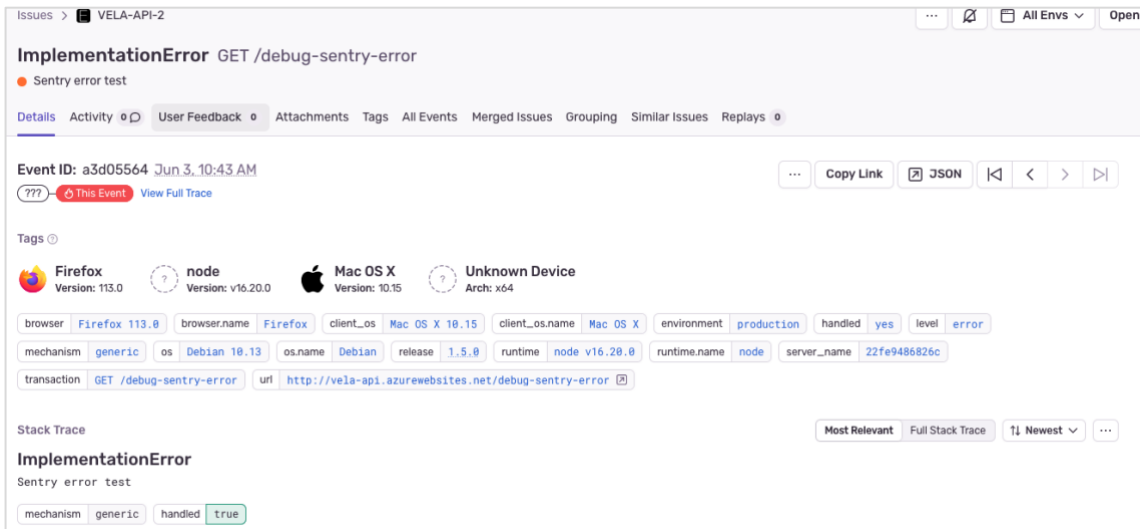 Issues > VELA-API-2
... All Envs Open
ImplementationError GET /debug-sentry-error
Sentry error test
Details Activity 0 User Feedback 0 Attachments Tags All Events Merged Issues Grouping Similar Issues Replays 0
Event ID: a3d05564 Jun 3, 10:43 AM
... Copy Link JSON
??? This Event View Full Trace
Tags ?
Firefox
Version: 113.0
? node
Version: v16.20.0
Mac OS X
Version: 10.15
? Unknown Device
Arch: x64
browser Firefox 113.0 browser.name Firefox client_os Mac OS X 10.15 client_os.name Mac OS X environment production handled yes level error
mechanism generic os Debian 10.13 os.name Debian release 1.5.0 runtime node v16.20.0 runtime.name node server_name 22fe9486826c
transaction GET /debug-sentry-error url http://vela-api.azurewebsites.net/debug-sentry-error
Stack Trace
Most Relevant Full Stack Trace Newest ...
ImplementationError
Sentry error test
mechanism generic handled true